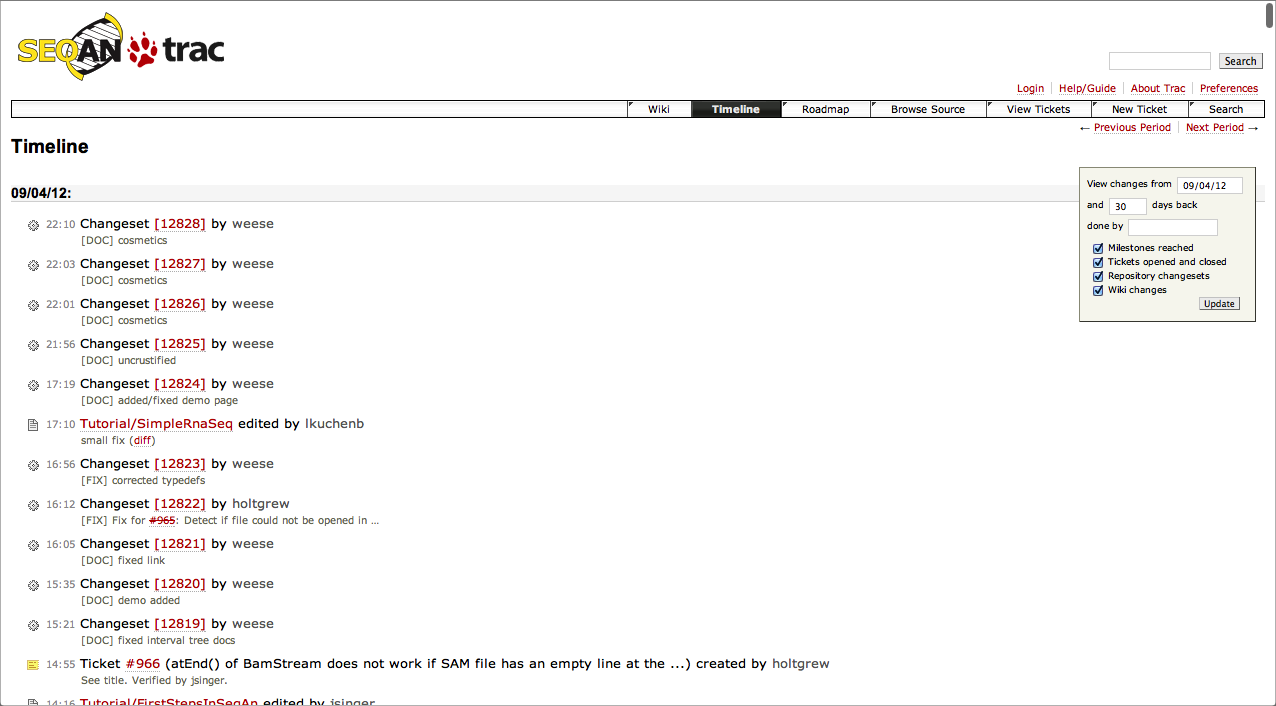 SEQAN trac
Search
Login Help/Guide About Trac Preferences
Wiki Timeline Roadmap Browse Source View Tickets New Ticket Search
← Previous Period Next Period →
Timeline
09/04/12:
View changes from 09/04/12
and 30 days back
done by
Milestones reached
Tickets opened and closed
Repository changesets
Wiki changes
Update
22:10 Changeset [12828] by weese
[DOC] cosmetics
22:03 Changeset [12827] by weese
[DOC] cosmetics
22:01 Changeset [12826] by weese
[DOC] cosmetics
21:56 Changeset [12825] by weese
[DOC] uncrustified
17:19 Changeset [12824] by weese
[DOC] added/fixed demo page
17:10 Tutorial/SimpleRnaSeq edited by lkuchenb
small fix (diff)
16:56 Changeset [12823] by weese
[FIX] corrected typedefs
16:12 Changeset [12822] by holtgrew
[FIX] Fix for #965: Detect if file could not be opened in ...
16:05 Changeset [12821] by weese
[DOC] fixed link
15:35 Changeset [12820] by weese
[DOC] demo added
15:21 Changeset [12819] by weese
[DOC] fixed interval tree docs
14:55 Ticket #966 (atEnd() of BamStream does not work if SAM file has an empty line at the ...) created by holtgrew
See title. Verified by jsinger.
14:16 Tutorial/FirstStepsInSeqAn edited by jsinger